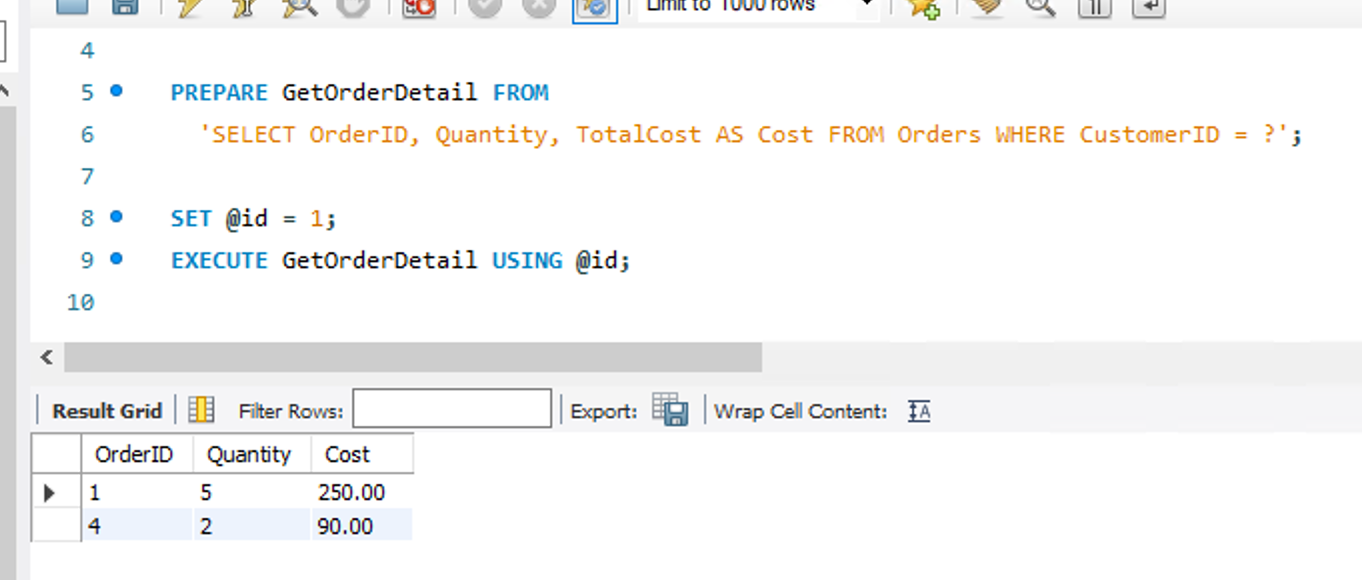 Limit to 1000 rows
4
5 PREPARE GetOrderDetail FROM
6 'SELECT OrderID, Quantity, TotalCost AS Cost FROM Orders WHERE CustomerID = ?';
7
8 SET @id = 1;
9 EXECUTE GetOrderDetail USING @id;
10
Result Grid Filter Rows: Export: Wrap Cell Content: IA
OrderID Quantity Cost
1 5 250.00
4 2 90.00